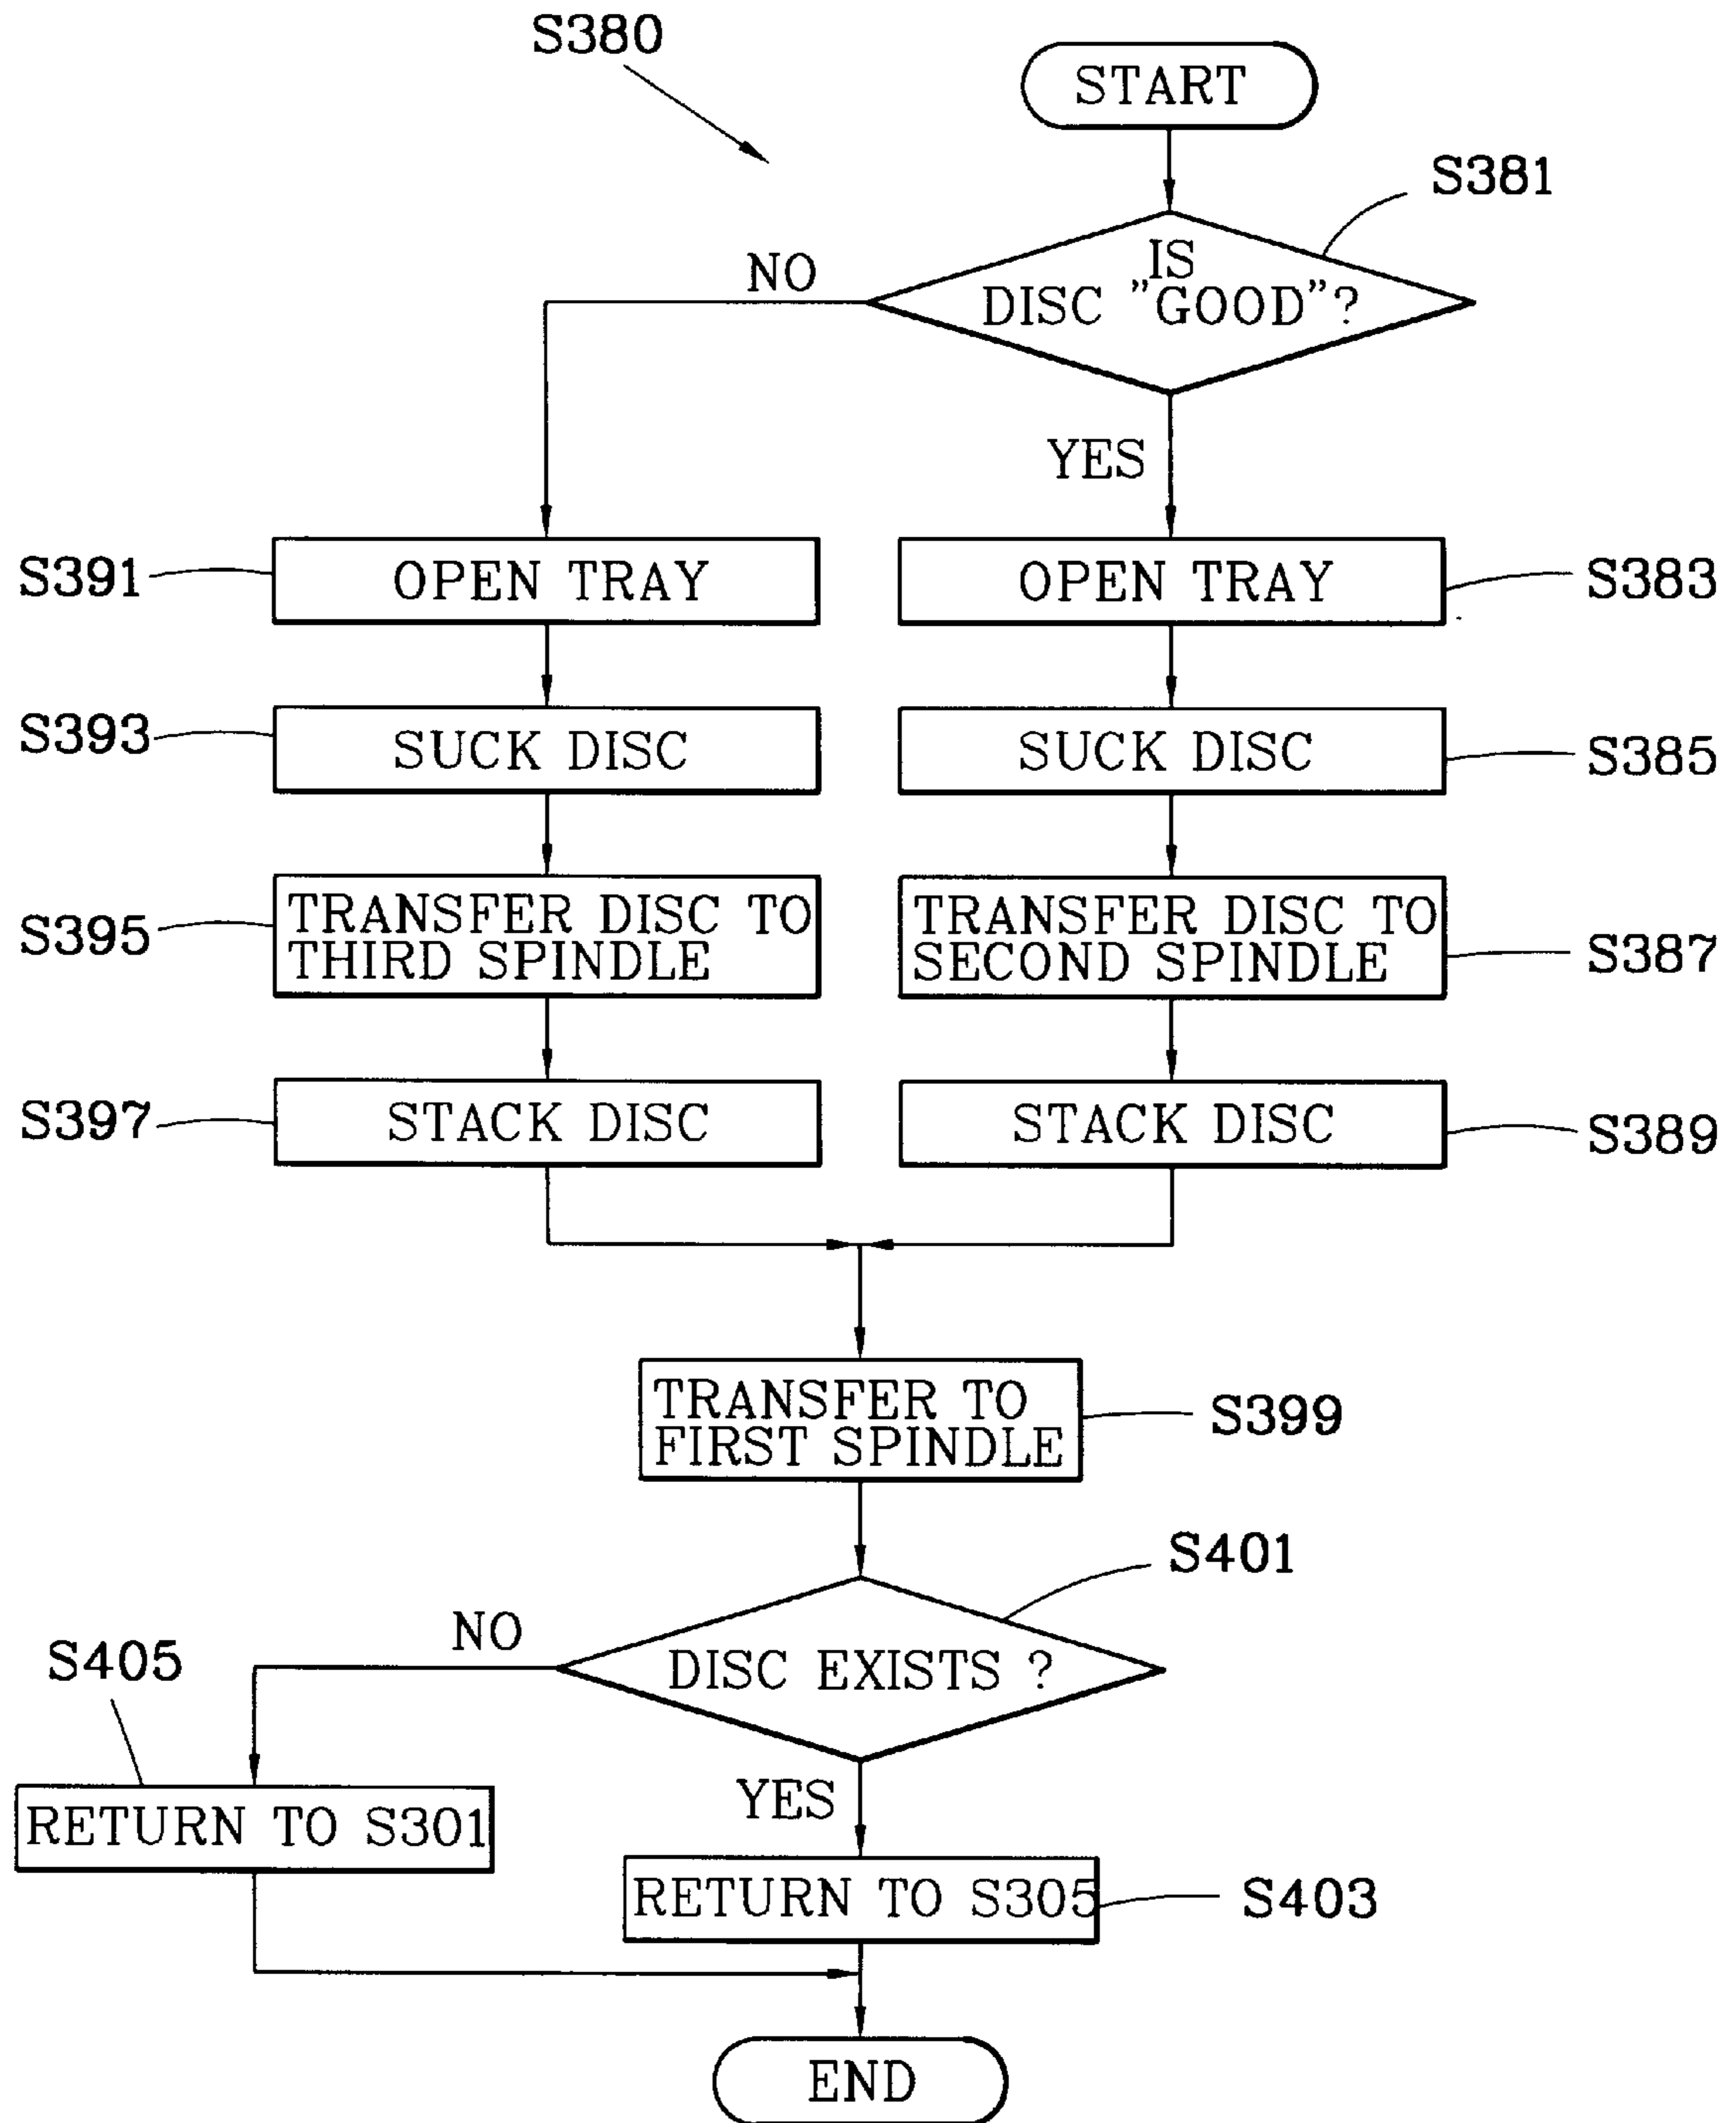 S380
START
S381
IS
DISC "GOOD"?
NO
YES
S391
OPEN TRAY
OPEN TRAY
S383
S393
SUCK DISC
SUCK DISC
S385
S395
TRANSFER DISC TO
THIRD SPINDLE
TRANSFER DISC TO
SECOND SPINDLE
S387
S397
STACK DISC
STACK DISC
S389
TRANSFER TO
FIRST SPINDLE
S399
S401
NO
DISC EXISTS ?
S405
YES
RETURN TO S301
RETURN TO S305
S403
END